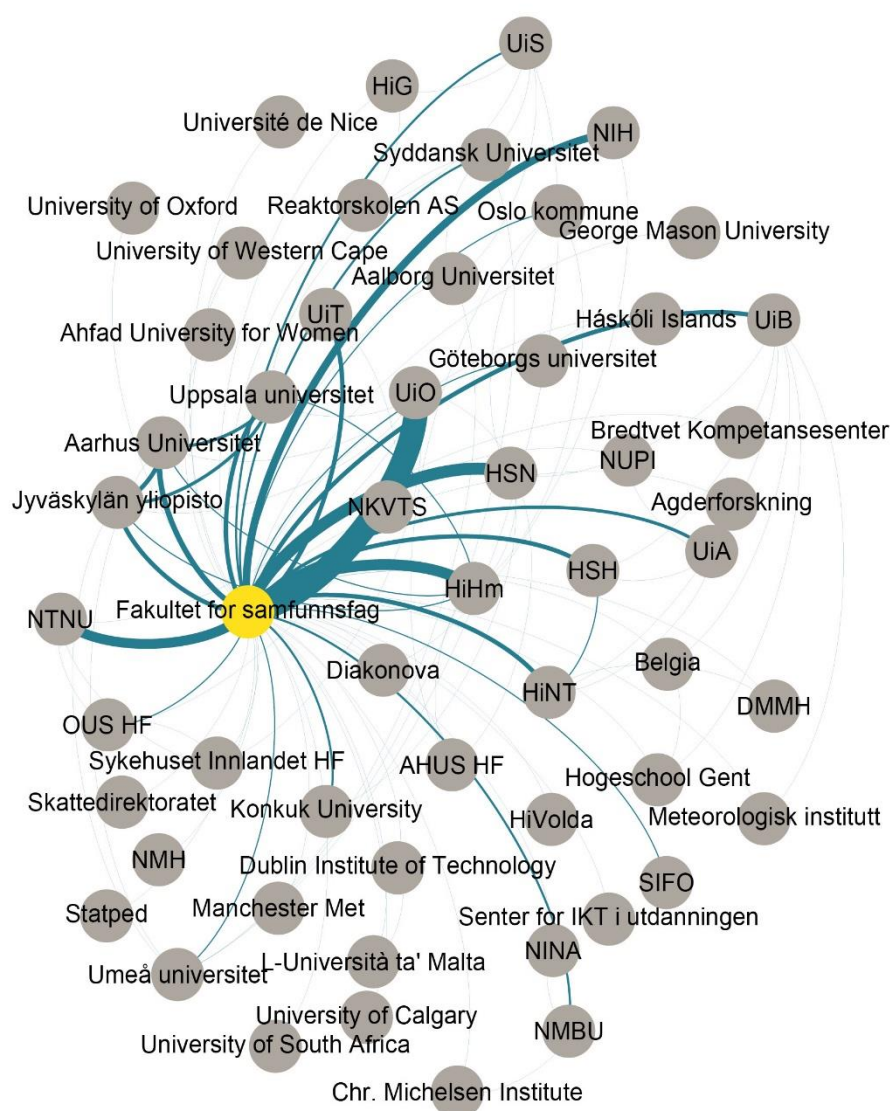 UiS
HiG
Université de Nice
NIH
Syddansk Universitet
University of Oxford
Reaktorskolen AS
Oslo kommune
George Mason University
University of Western Cape
Aalborg Universitet
UiT
Háskóli Islands
UiB
Ahfad University for Women
Göteborgs universitet
Uppsala universitet
UiO
Bredtvet Kompetansesenter
Aarhus Universitet
NUPI
HSN
Jyväskylän yliopisto
NKVTS
Agderforskning
UiA
HSH
HiHm
NTNU
Fakultet for samfunnsfag
Diakonova
Belgia
HiNT
DMMH
OUS HF
Sykehuset Innlandet HF
AHUS HF
Hogeschool Gent
Skattedirektoratet
Konkuk University
HiVolda
Meteorologisk institutt
NMH
Dublin Institute of Technology
SIFO
Statped
Manchester Met
Senter for IKT i utdanningen
NINA
Umeå universitet
L-Università ta' Malta
University of Calgary
NMBU
University of South Africa
Chr. Michelsen Institute